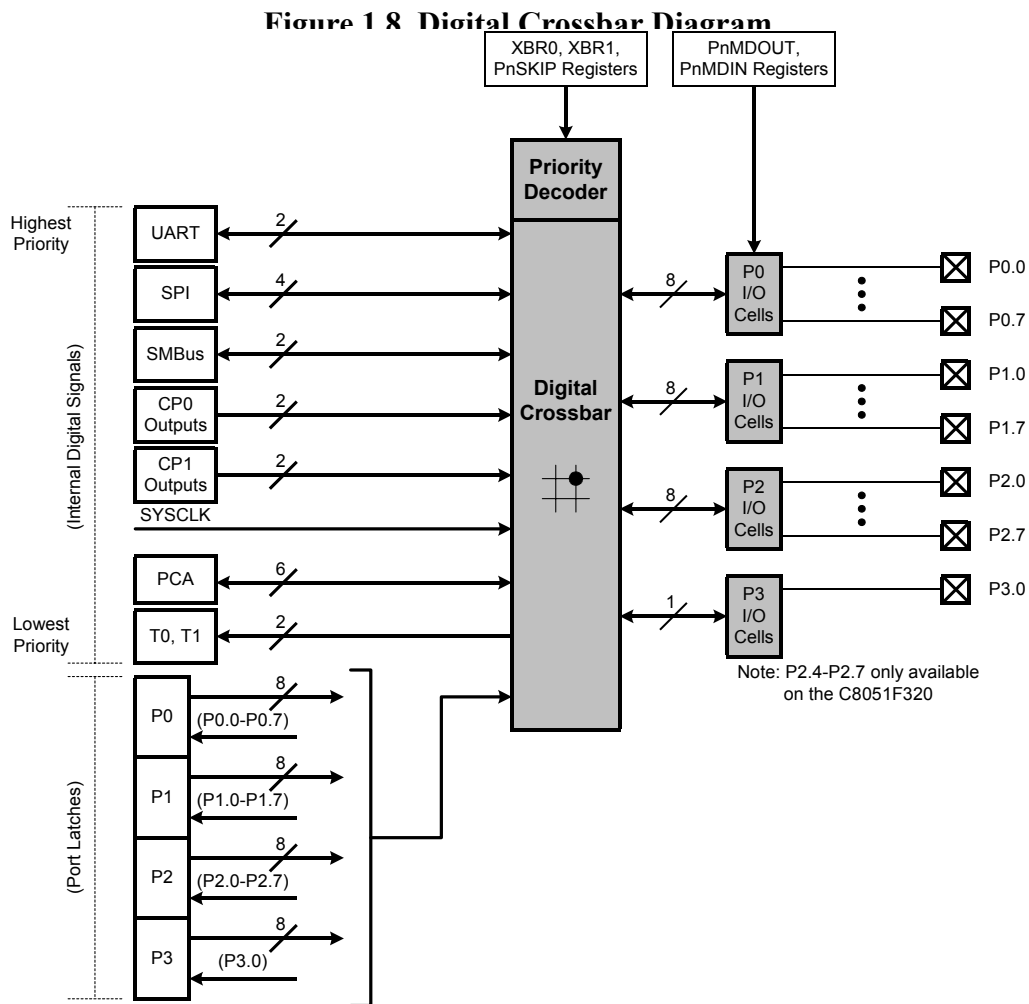 Figure 1.8. Digital Crossbar Diagram
XBR0, XBR1,
PnSKIP Registers
PnMDOUT,
PnMDIN Registers
Priority
Decoder
Highest
Priority
UART
2
SPI
4
SMBus
2
CP0
Outputs
2
CP1
Outputs
2
SYSCLK
PCA
6
Lowest
Priority
T0, T1
2
(Internal Digital Signals)
Digital
Crossbar
8
P0
I/O
Cells
P0.0
P0.7
8
P1
I/O
Cells
P1.0
P1.7
8
P2
I/O
Cells
P2.0
P2.7
1
P3
I/O
Cells
P3.0
Note: P2.4-P2.7 only available
on the C8051F320
(Port Latches)
P0
8
(P0.0-P0.7)
P1
8
(P1.0-P1.7)
P2
8
(P2.0-P2.7)
P3
8
(P3.0)